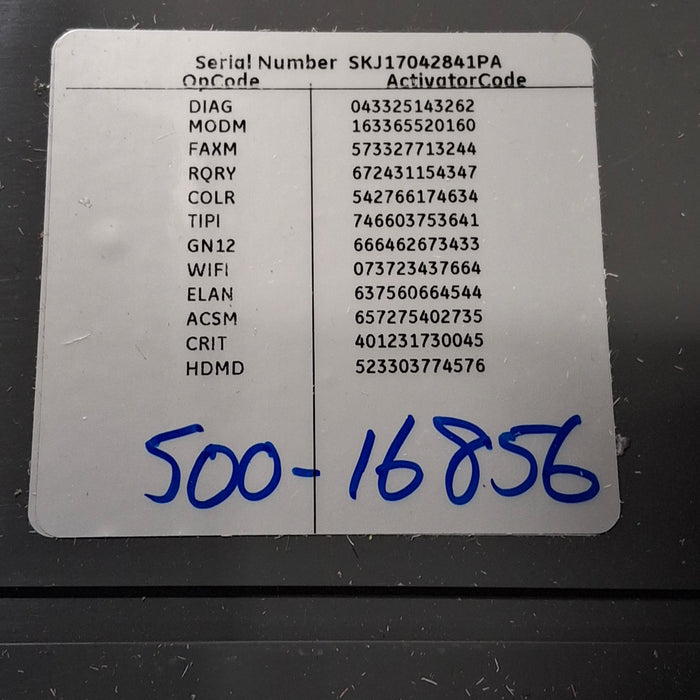 Serial Number SKJ17042841PA
OpCode ActivatorCode
DIAG 043325143262
MODM 163365520160
FAXM 573327713244
RQRY 672431154347
COLR 542766174634
TIPI 746603753641
GN12 666462673433
WIFI 073723437664
ELAN 637560664544
ACSM 657275402735
CRIT 401231730045
HDMD 523303774576
500-16856